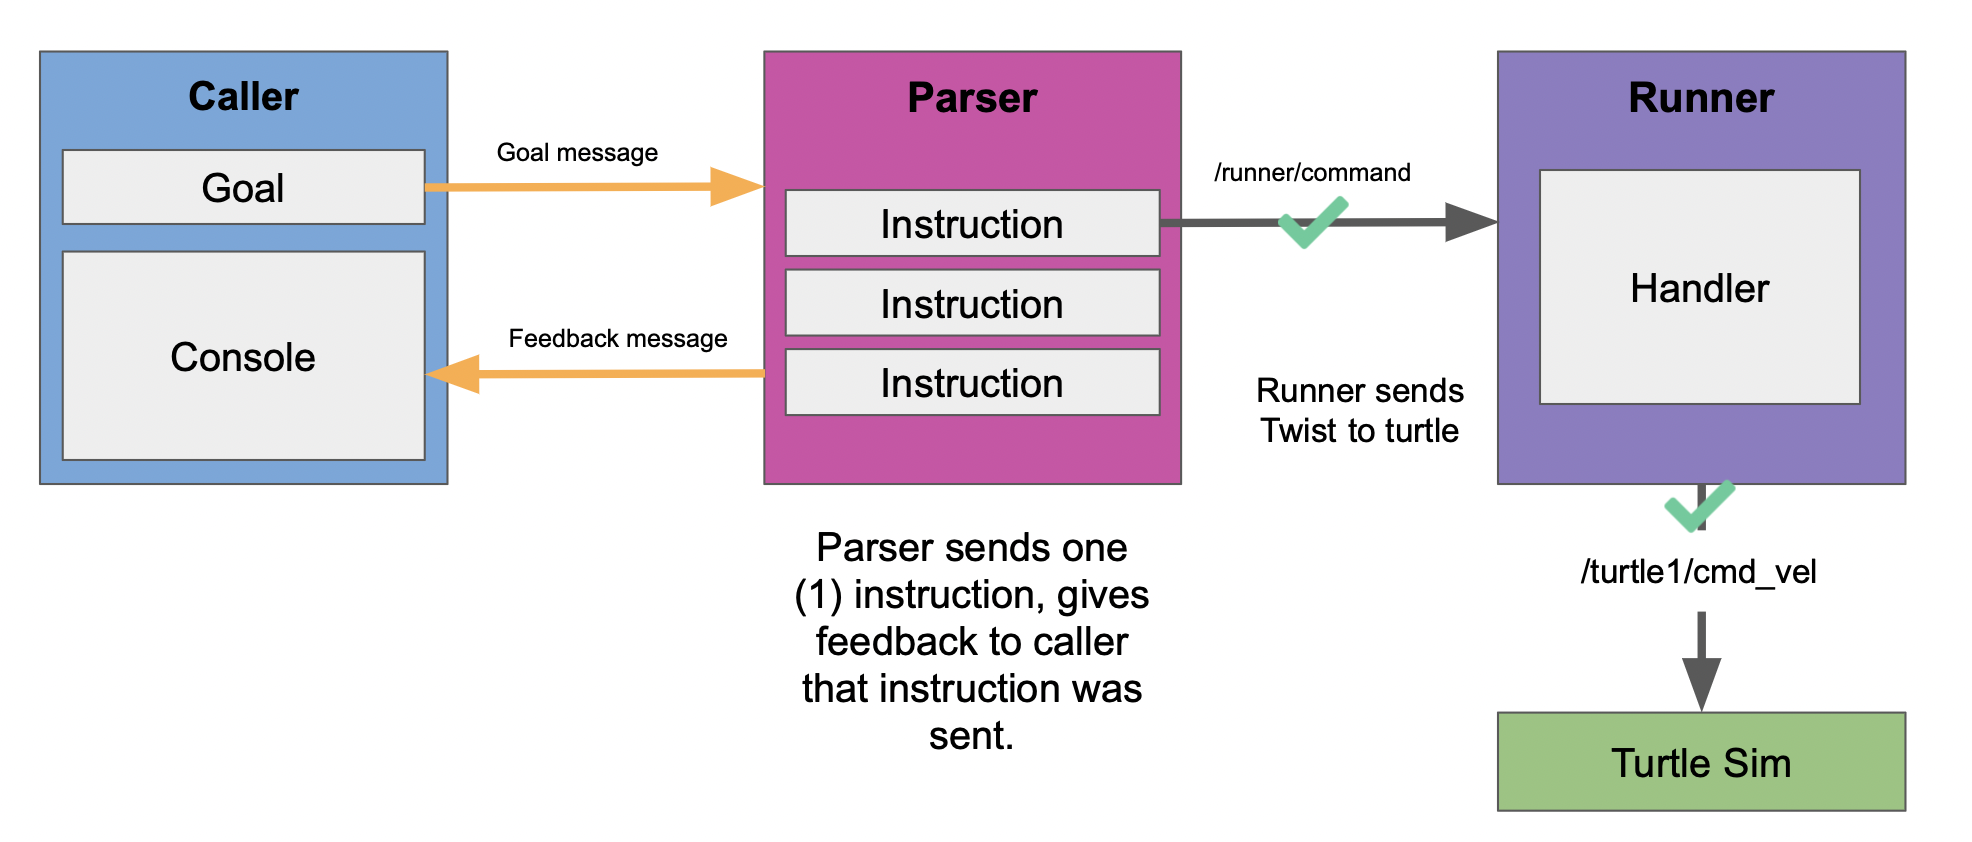 Caller
Goal
Console
Goal message
Feedback message
Parser
Instruction
Instruction
Instruction
Parser sends one
(1) instruction, gives
feedback to caller
that instruction was
sent.
/runner/command
Runner sends
Twist to turtle
Runner
Handler
/turtle1/cmd_vel
Turtle Sim